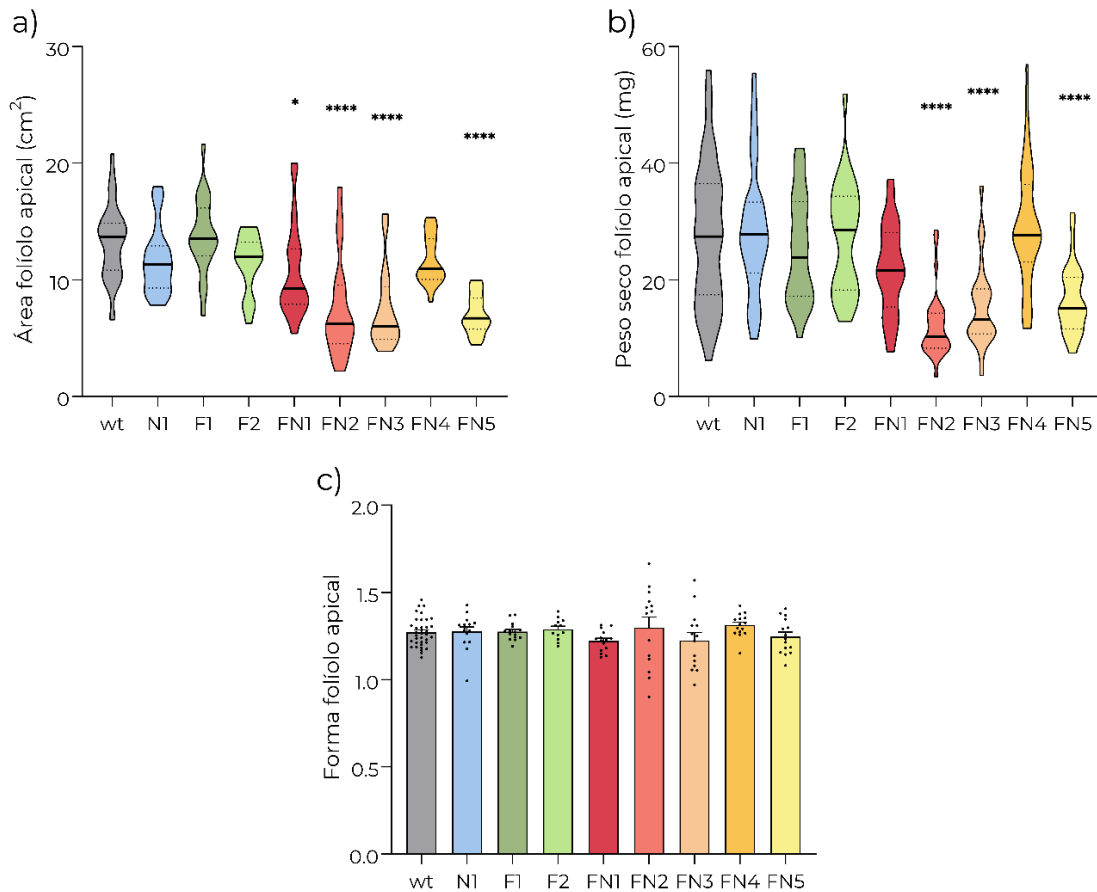 a)
Área folíolo apical (cm²)
30
20
10
0
* **** **** ****
wt N1 F1 F2 FN1 FN2 FN3 FN4 FN5
b)
Peso seco folíolo apical (mg)
60
40
20
0
**** **** ****
wt N1 F1 F2 FN1 FN2 FN3 FN4 FN5
c)
Forma folíolo apical
2.0
1.5
1.0
0.5
0.0
wt N1 F1 F2 FN1 FN2 FN3 FN4 FN5